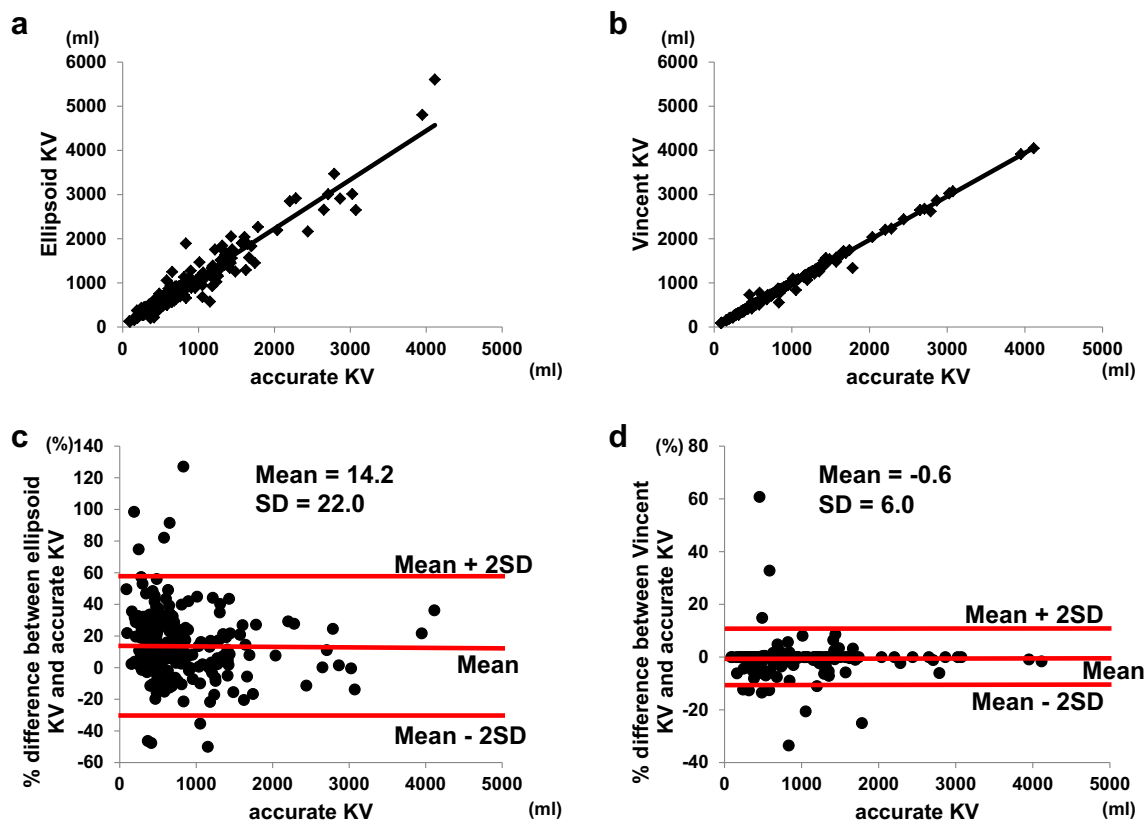 a
(ml)
6000
5000
4000
3000
2000
1000
0
Ellipsoid KV
0 1000 2000 3000 4000 5000
accurate KV
(ml)
b
(ml)
6000
5000
4000
3000
2000
1000
0
Vincent KV
0 1000 2000 3000 4000 5000
accurate KV
(ml)
c
(%)
140
120
100
80
60
40
20
0
-20
-40
-60
% difference between ellipsoid
KV and accurate KV
Mean = 14.2
SD = 22.0
Mean + 2SD
Mean
Mean - 2SD
0 1000 2000 3000 4000 5000
accurate KV
(ml)
d
(%)
80
60
40
20
0
-20
-40
% difference between Vincent
KV and accurate KV
Mean = -0.6
SD = 6.0
Mean + 2SD
Mean
Mean - 2SD
0 1000 2000 3000 4000 5000
accurate KV
(ml)